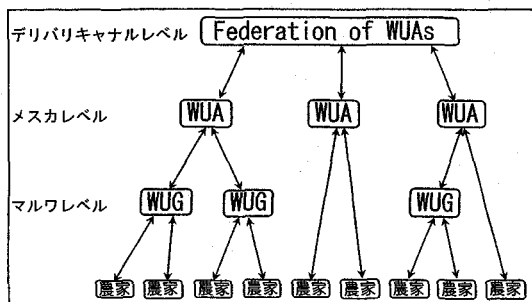 デリバリキャナルレベル Federation of WUAs
メスカレベル WUA WUA WUA
マルワレベル WUG WUG WUG
農家 農家 農家 農家 農家 農家 農家 農家 農家